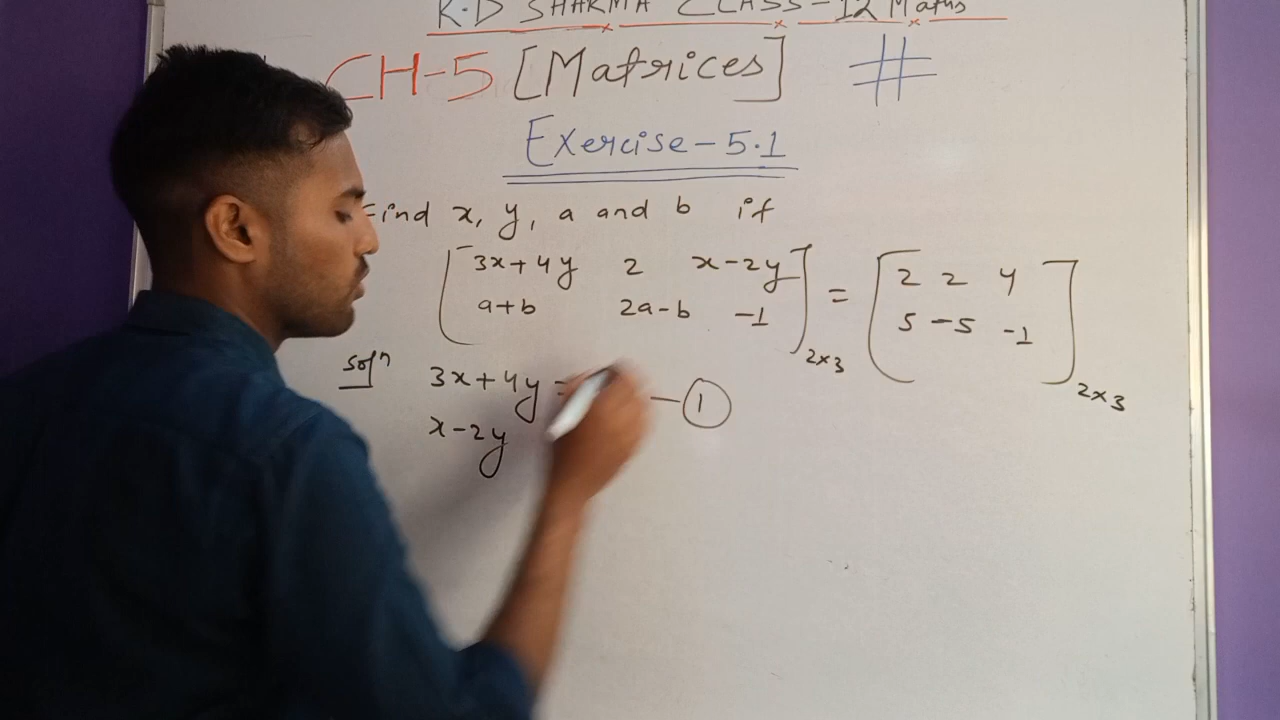 R.D SHARMA CLASS-12 Maths
CH-5 [Matrices] #
Exercise-5.1
Find x, y, a and b if
[3x+4y 2 x-2y
a+b 2a-b -1]2x3 = [2 2 4
5 -5 -1]2x3
Solⁿ 3x+4y = — ①
x-2y